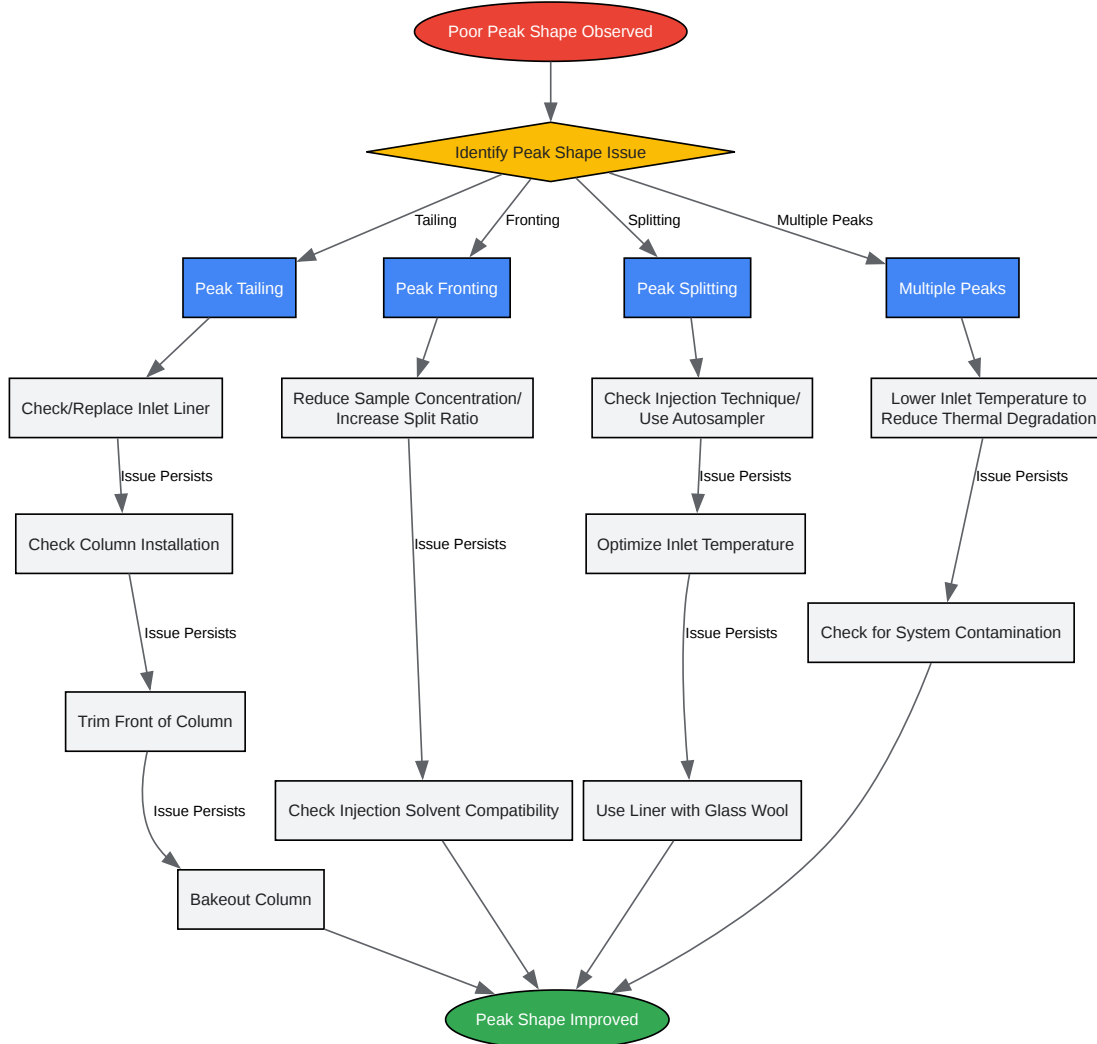 Poor Peak Shape Observed
Identify Peak Shape Issue
Tailing
Fronting
Splitting
Multiple Peaks
Peak Tailing
Peak Fronting
Peak Splitting
Multiple Peaks
Check/Replace Inlet Liner
Reduce Sample Concentration/
Increase Split Ratio
Check Injection Technique/
Use Autosampler
Lower Inlet Temperature to
Reduce Thermal Degradation
Issue Persists
Issue Persists
Issue Persists
Check Column Installation
Issue Persists
Optimize Inlet Temperature
Issue Persists
Issue Persists
Check for System Contamination
Trim Front of Column
Issue Persists
Check Injection Solvent Compatibility
Use Liner with Glass Wool
Bakeout Column
Peak Shape Improved